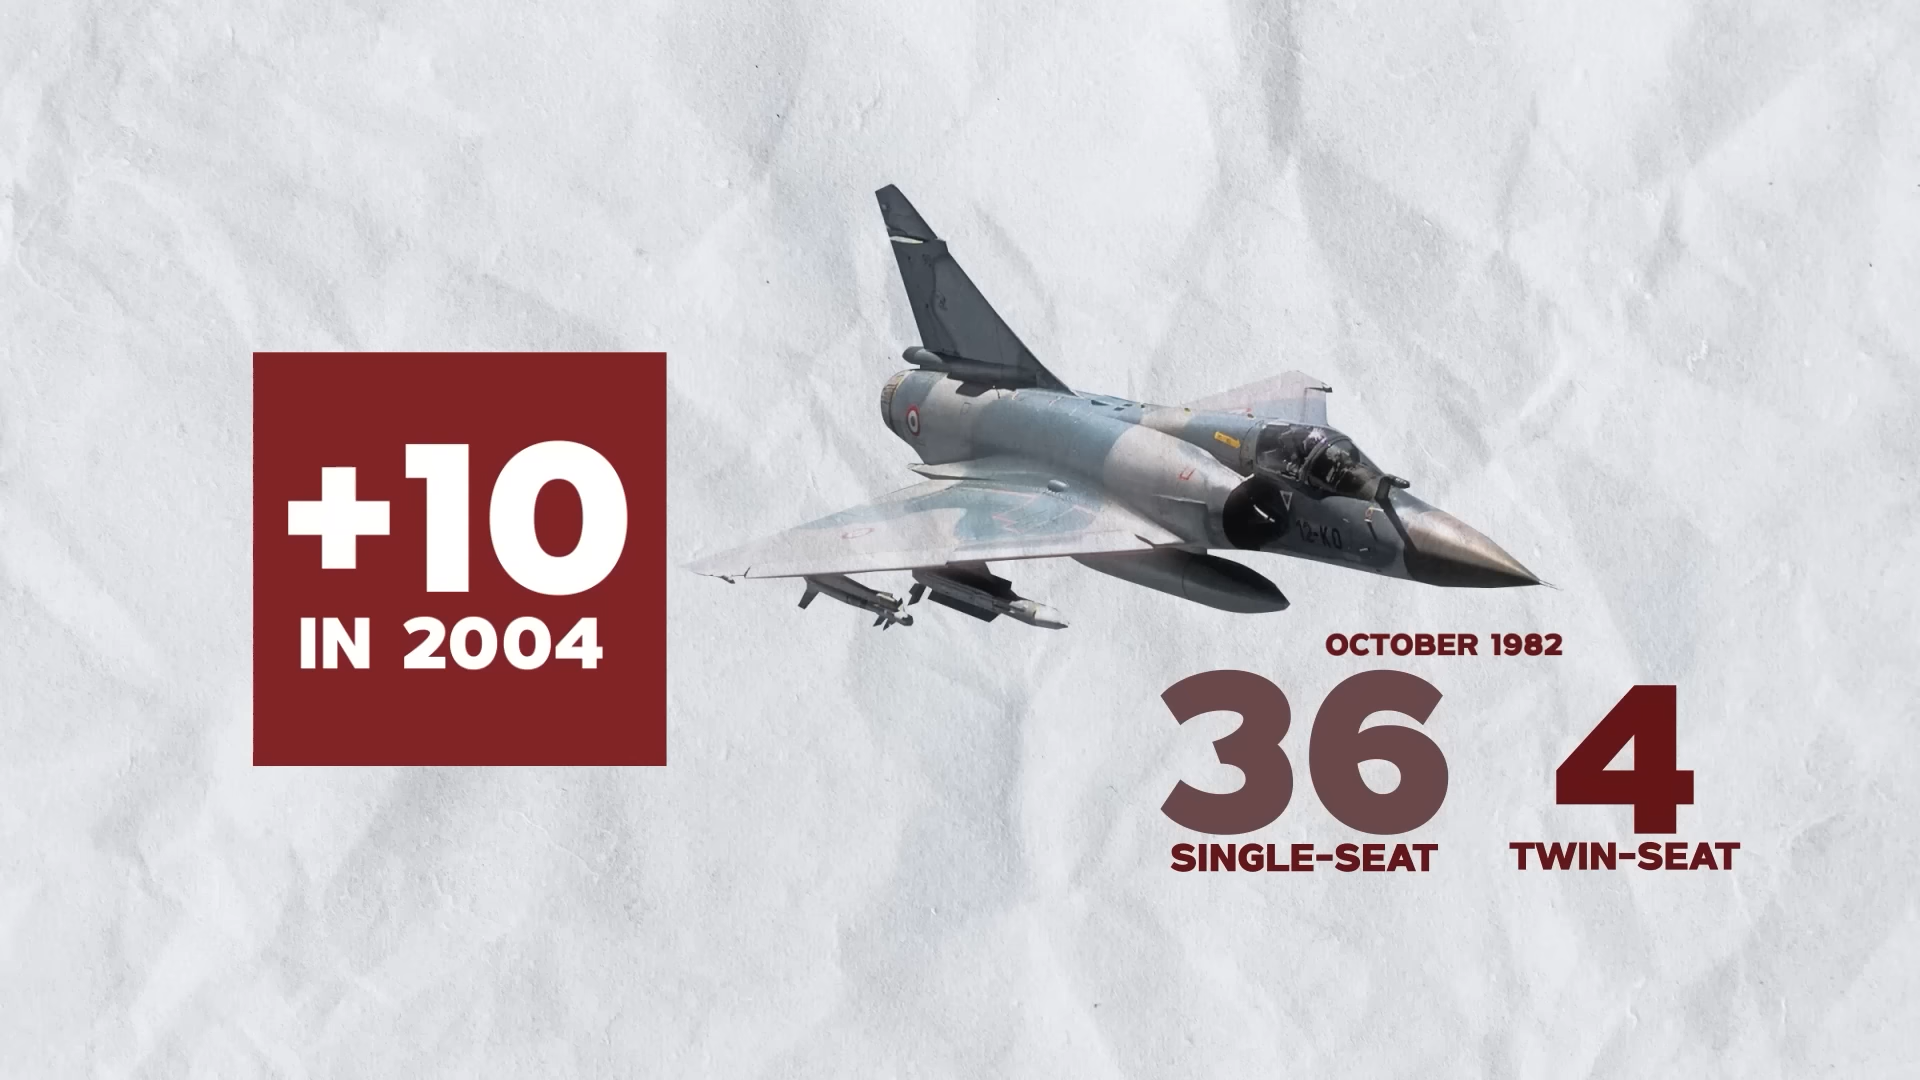 +10
IN 2004
12-KO
OCTOBER 1982
36 4
SINGLE-SEAT TWIN-SEAT